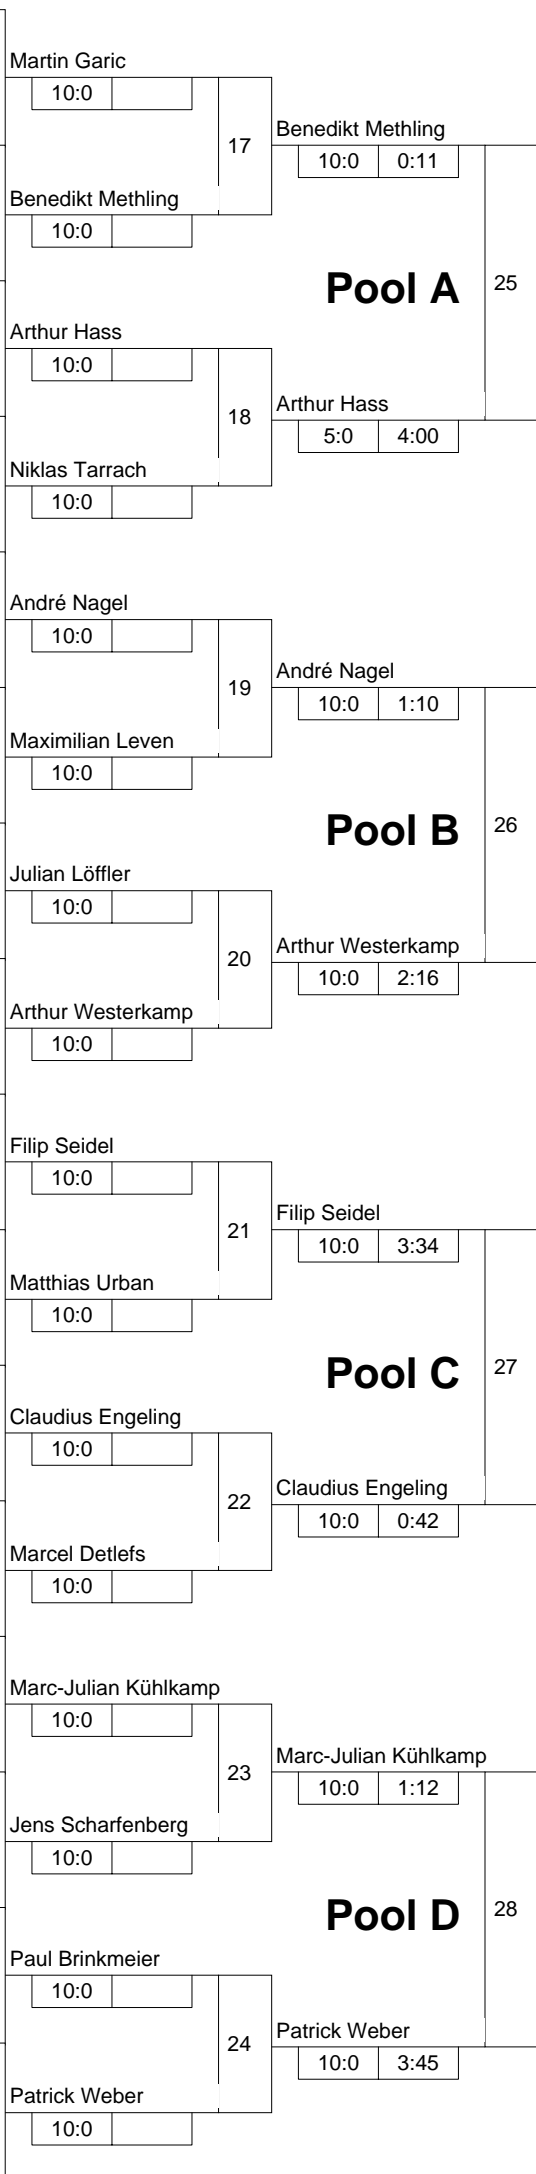 Martin Garic
10:0
17
Benedikt Methling
10:0 0:11
Benedikt Methling
10:0
Pool A
25
Arthur Hass
10:0
18
Arthur Hass
5:0 4:00
Niklas Tarrach
10:0
André Nagel
10:0
19
André Nagel
10:0 1:10
Maximilian Leven
10:0
Pool B
26
Julian Löffler
10:0
20
Arthur Westerkamp
10:0 2:16
Arthur Westerkamp
10:0
Filip Seidel
10:0
21
Filip Seidel
10:0 3:34
Matthias Urban
10:0
Pool C
27
Claudius Engeling
10:0
22
Claudius Engeling
10:0 0:42
Marcel Detlefs
10:0
Marc-Julian Kühlkamp
10:0
23
Marc-Julian Kühlkamp
10:0 1:12
Jens Scharfenberg
10:0
Pool D
28
Paul Brinkmeier
10:0
24
Patrick Weber
10:0 3:45
Patrick Weber
10:0